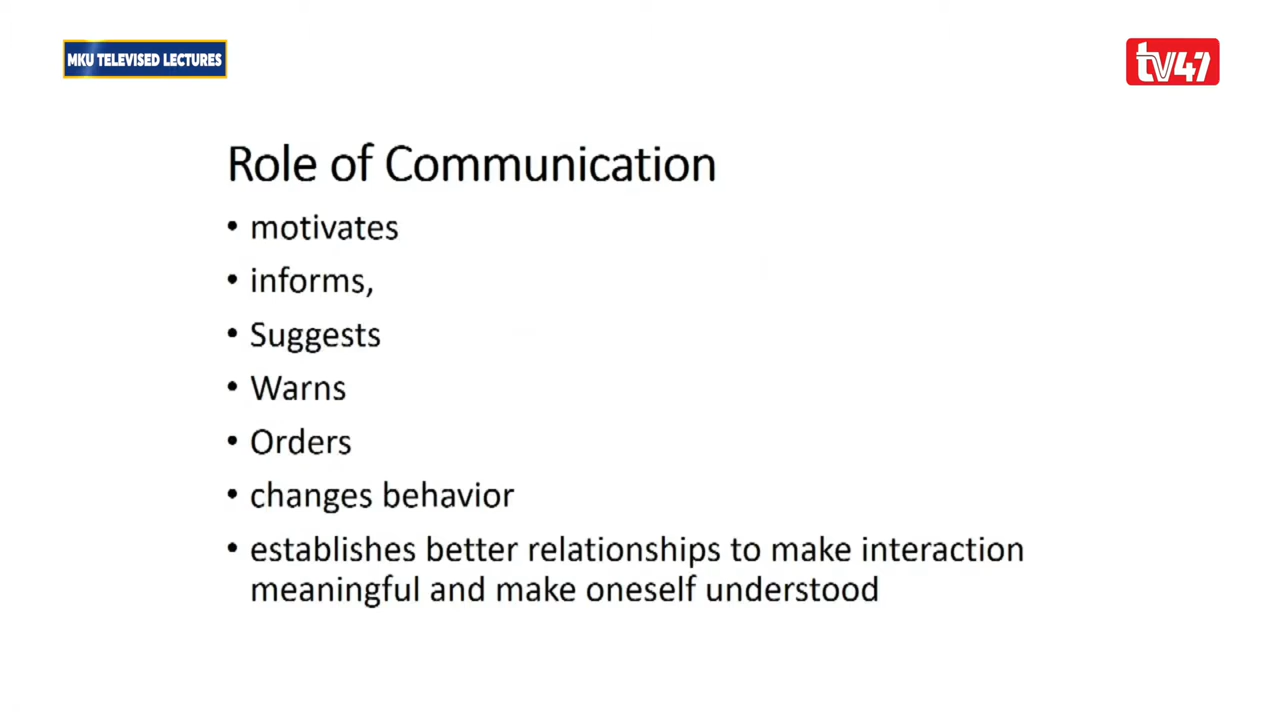 MKU TELEVISED LECTURES
tv47
Role of Communication
• motivates
• informs,
• Suggests
• Warns
• Orders
• changes behavior
• establishes better relationships to make interaction
meaningful and make oneself understood